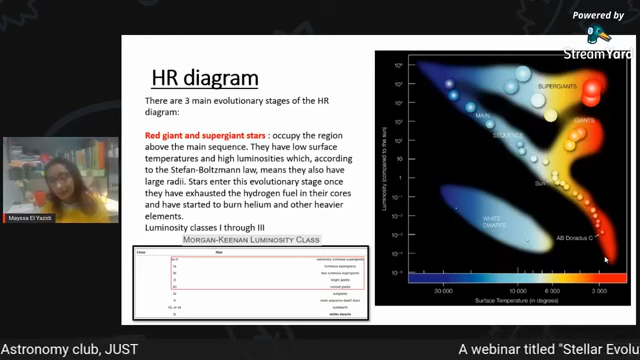 Powered by
StreamYard
HR diagram
There are 3 main evolutionary stages of the HR
diagram:
Red giant and supergiant stars : occupy the region
above the main sequence. They have low surface
temperatures and high luminosities which, according
to the Stefan-Boltzmann law, means they also have
large radii. Stars enter this evolutionary stage once
they have exhausted the hydrogen fuel in their cores
and have started to burn helium and other heavier
elements.
Luminosity classes I through III
MORGAN-KEENAN LUMINOSITY CLASS
Class Star
luminous supergiants
less luminous supergiants
bright giants
normal giants
subgiants
main sequence dwarf stars
subdwarfs
white dwarfs
Luminosity (compared to the sun)
SUPERGIANTS
GIANTS
MAIN
SEQUENCE
Sun
WHITE
DWARFS
AB Doradus C
30 000 10 000 6 000 3 000
Surface Temperature (in degrees)
Mayssa El Yazidi
Astronomy club, JUST
A webinar titled "Stellar Evolu